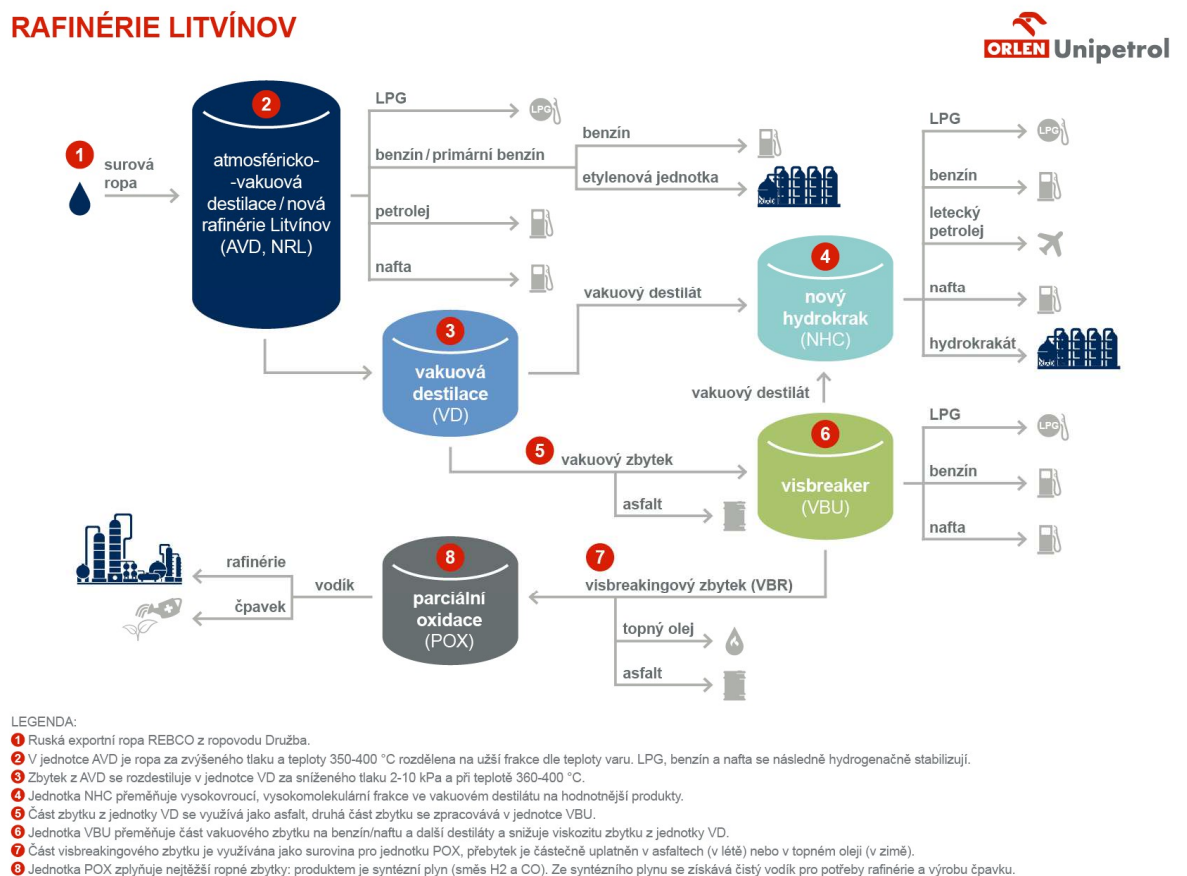 RAFINÉRIE LITVÍNOV
ORLEN Unipetrol
1
surová
ropa
2
atmosféricko-
-vakuová
destilace / nová
rafinérie Litvínov
(AVD, NRL)
LPG
LPG
benzín / primární benzín
benzín
etylenová jednotka
petrolej
nafta
3
vakuová
destilace
(VD)
vakuový destilát
4
nový
hydrokrak
(NHC)
LPG
LPG
benzín
letecký
petrolej
nafta
hydrokrakát
vakuový destilát
5
vakuový zbytek
asfalt
6
visbreaker
(VBU)
LPG
LPG
benzín
nafta
7
visbreakingový zbytek (VBR)
topný olej
asfalt
8
parciální
oxidace
(POX)
vodík
rafinérie
čpavek
LEGENDA:
1 Ruská exportní ropa REBCO z ropovodu Družba.
2 V jednotce AVD je ropa za zvýšeného tlaku a teploty 350-400 °C rozdělena na užší frakce dle teploty varu. LPG, benzín a nafta se následně hydrogenačně stabilizují.
3 Zbytek z AVD se rozdestiluje v jednotce VD za sníženého tlaku 2-10 kPa a při teplotě 360-400 °C.
4 Jednotka NHC přeměňuje vysokovroucí, vysokomolekulární frakce ve vakuovém destilátu na hodnotnější produkty.
5 Část zbytku z jednotky VD se využívá jako asfalt, druhá část zbytku se zpracovává v jednotce VBU.
6 Jednotka VBU přeměňuje část vakuového zbytku na benzín/naftu a další destiláty a snižuje viskozitu zbytku z jednotky VD.
7 Část visbreakingového zbytku je využívána jako surovina pro jednotku POX, přebytek je částečně uplatněn v asfaltech (v létě) nebo v topném oleji (v zimě).
8 Jednotka POX zplyňuje nejtěžší ropné zbytky: produktem je syntézní plyn (směs H2 a CO). Ze syntézního plynu se získává čistý vodík pro potřeby rafinérie a výrobu čpavku.